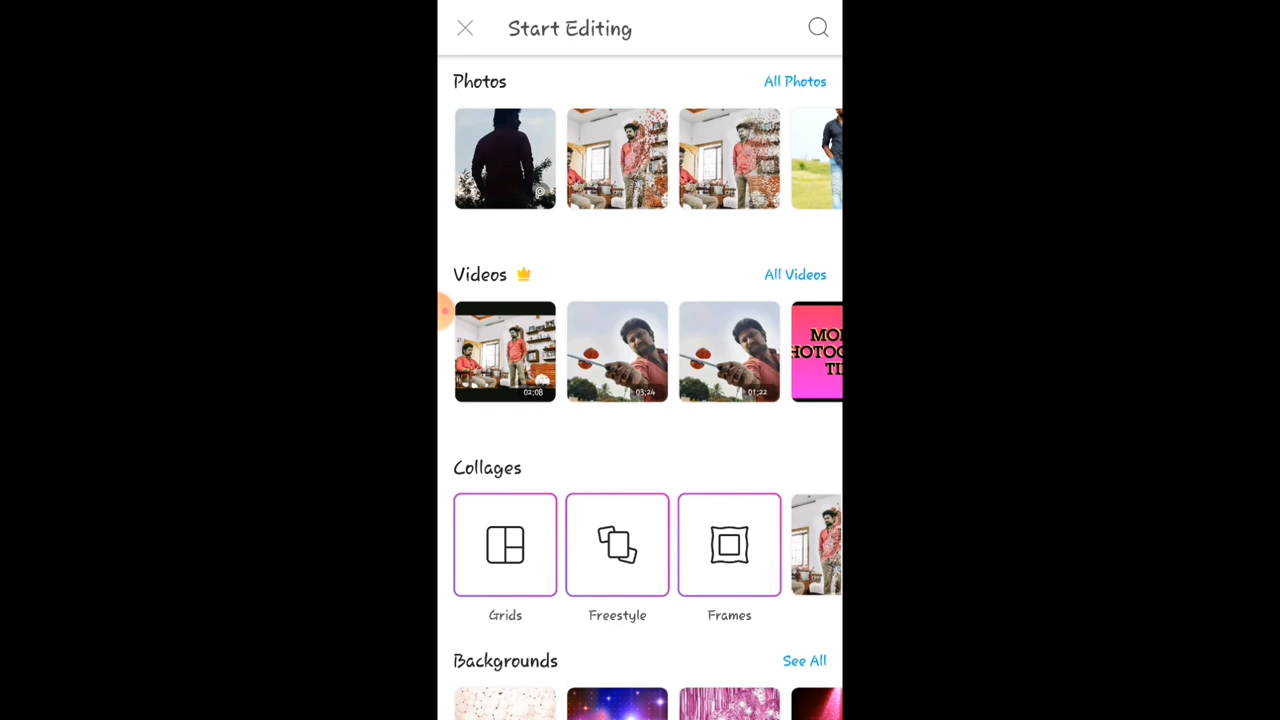 Start Editing
Photos
All Photos
Videos
All Videos
02:08
03:24
01:22
Collages
Grids
Freestyle
Frames
Backgrounds
See All